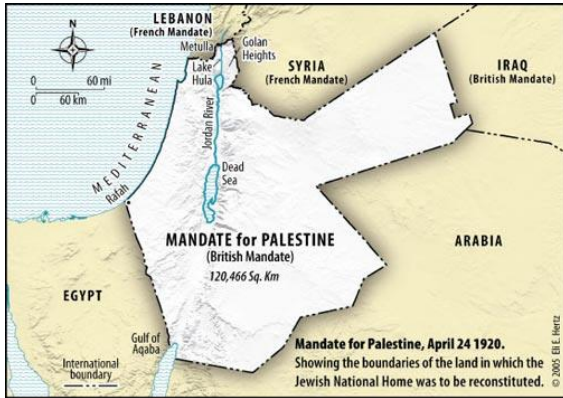 LEBANON
(French Mandate)
Metulla
Golan
Heights
Lake
Hula
SYRIA
(French Mandate)
IRAQ
(British Mandate)
N
0 60 mi
0 60 km
MEDITERRANEAN
Jordan River
Dead
Sea
Rafah
MANDATE for PALESTINE
(British Mandate)
120,466 Sq. Km
ARABIA
EGYPT
Gulf of
Aqaba
International
boundary
Mandate for Palestine, April 24 1920.
Showing the boundaries of the land in which the
Jewish National Home was to be reconstituted.
© 2005 Eli E. Hertz